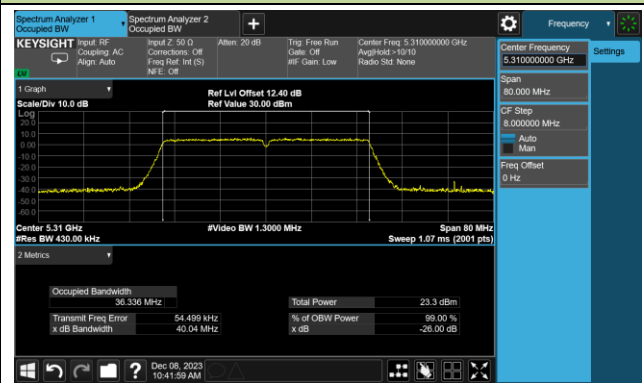 Spectrum Analyzer 1
Occupied BW
Spectrum Analyzer 2
Occupied BW
+
Frequency
KEYSIGHT
Input: RF
Coupling: AC
Align: Auto
Input Z: 50 Ω
Corrections: Off
Freq Ref: Int (S)
NFE: Off
Atten: 20 dB
Trig: Free Run
Gate: Off
#IF Gain: Low
Center Freq: 5.310000000 GHz
Avg|Hold:>10/10
Radio Std: None
Center Frequency
5.310000000 GHz
Settings
Span
80.000 MHz
CF Step
8.000000 MHz
Auto
Man
Freq Offset
0 Hz
1 Graph
Scale/Div 10.0 dB
Ref Lvl Offset 12.40 dB
Ref Value 30.00 dBm
Log
20.0
10.0
0.00
-10.0
-20.0
-30.0
-40.0
-50.0
-60.0
Center 5.31 GHz
#Res BW 430.00 kHz
#Video BW 1.3000 MHz
Span 80 MHz
Sweep 1.07 ms (2001 pts)
2 Metrics
Occupied Bandwidth
36.336 MHz
Total Power
23.3 dBm
Transmit Freq Error
54.499 kHz
% of OBW Power
99.00 %
x dB Bandwidth
40.04 MHz
x dB
-26.00 dB
?
Dec 08, 2023
10:41:59 AM